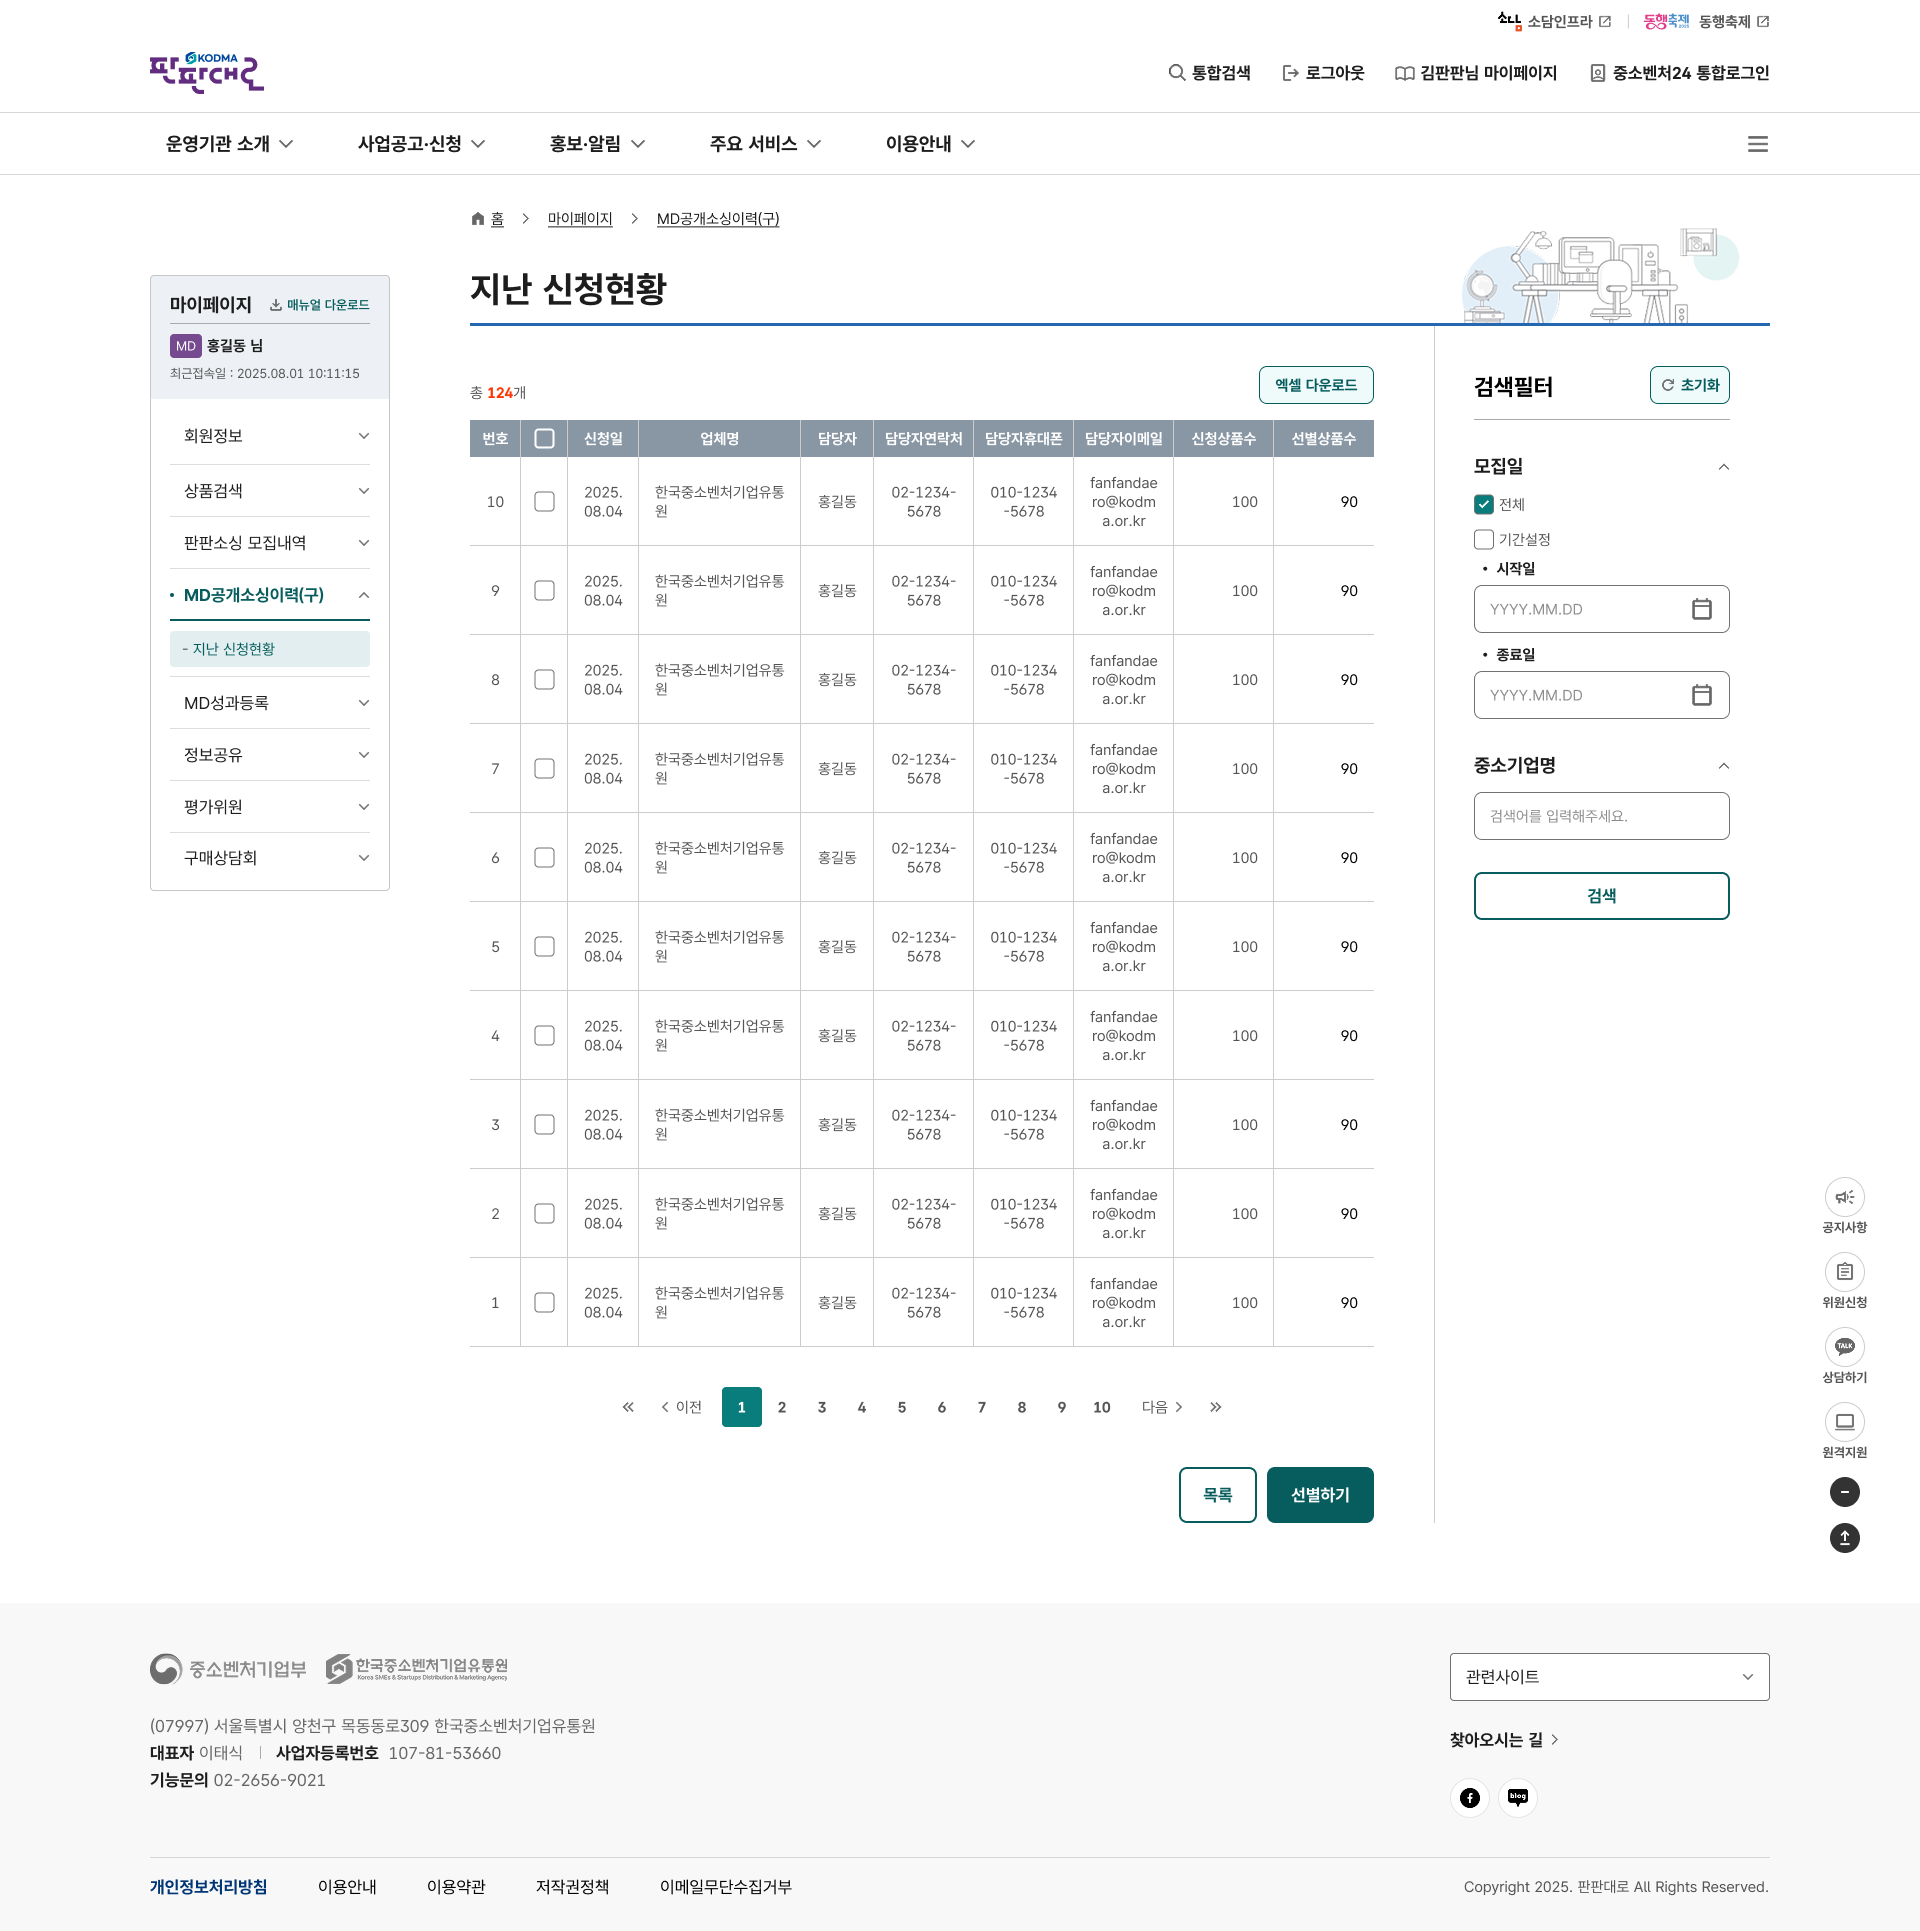 소담인프라
동행축제 동행축제
KODMA
판판대로
통합검색
로그아웃
김판판님 마이페이지
중소벤처24 통합로그인
운영기관 소개
사업공고·신청
홍보·알림
주요 서비스
이용안내
홈 > 마이페이지 > MD공개소싱이력(구)
지난 신청현황
마이페이지 매뉴얼 다운로드
MD 홍길동 님
최근접속일 : 2025.08.01 10:11:15
회원정보
상품검색
판판소싱 모집내역
MD공개소싱이력(구)
- 지난 신청현황
MD성과등록
정보공유
평가위원
구매상담회
총 124개
엑셀 다운로드
번호 신청일 업체명 담당자 담당자연락처 담당자휴대폰 담당자이메일 신청상품수 선별상품수
10 2025.08.04 한국중소벤처기업유통원 홍길동 02-1234-5678 010-1234-5678 fanfandaero@kodma.or.kr 100 90
9 2025.08.04 한국중소벤처기업유통원 홍길동 02-1234-5678 010-1234-5678 fanfandaero@kodma.or.kr 100 90
8 2025.08.04 한국중소벤처기업유통원 홍길동 02-1234-5678 010-1234-5678 fanfandaero@kodma.or.kr 100 90
7 2025.08.04 한국중소벤처기업유통원 홍길동 02-1234-5678 010-1234-5678 fanfandaero@kodma.or.kr 100 90
6 2025.08.04 한국중소벤처기업유통원 홍길동 02-1234-5678 010-1234-5678 fanfandaero@kodma.or.kr 100 90
5 2025.08.04 한국중소벤처기업유통원 홍길동 02-1234-5678 010-1234-5678 fanfandaero@kodma.or.kr 100 90
4 2025.08.04 한국중소벤처기업유통원 홍길동 02-1234-5678 010-1234-5678 fanfandaero@kodma.or.kr 100 90
3 2025.08.04 한국중소벤처기업유통원 홍길동 02-1234-5678 010-1234-5678 fanfandaero@kodma.or.kr 100 90
2 2025.08.04 한국중소벤처기업유통원 홍길동 02-1234-5678 010-1234-5678 fanfandaero@kodma.or.kr 100 90
1 2025.08.04 한국중소벤처기업유통원 홍길동 02-1234-5678 010-1234-5678 fanfandaero@kodma.or.kr 100 90
이전 1 2 3 4 5 6 7 8 9 10 다음
목록
선별하기
검색필터
초기화
모집일
전체
기간설정
• 시작일
YYYY.MM.DD
• 종료일
YYYY.MM.DD
중소기업명
검색어를 입력해주세요.
검색
공지사항
위원신청
TALK
상담하기
원격지원
중소벤처기업부
한국중소벤처기업유통원
Korea SMEs & Startups Distribution & Marketing Agency
(07997) 서울특별시 양천구 목동동로309 한국중소벤처기업유통원
대표자 이태식 | 사업자등록번호 107-81-53660
기능문의 02-2656-9021
관련사이트
찾아오시는 길
blog
개인정보처리방침
이용안내
이용약관
저작권정책
이메일무단수집거부
Copyright 2025. 판판대로 All Rights Reserved.